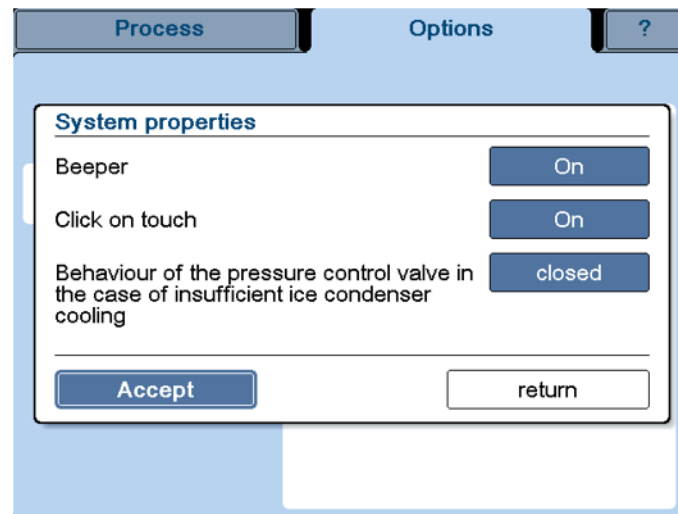 Process
Options
?
System properties
Beeper
On
Click on touch
On
Behaviour of the pressure control valve in
the case of insufficient ice condenser
cooling
closed
Accept
return